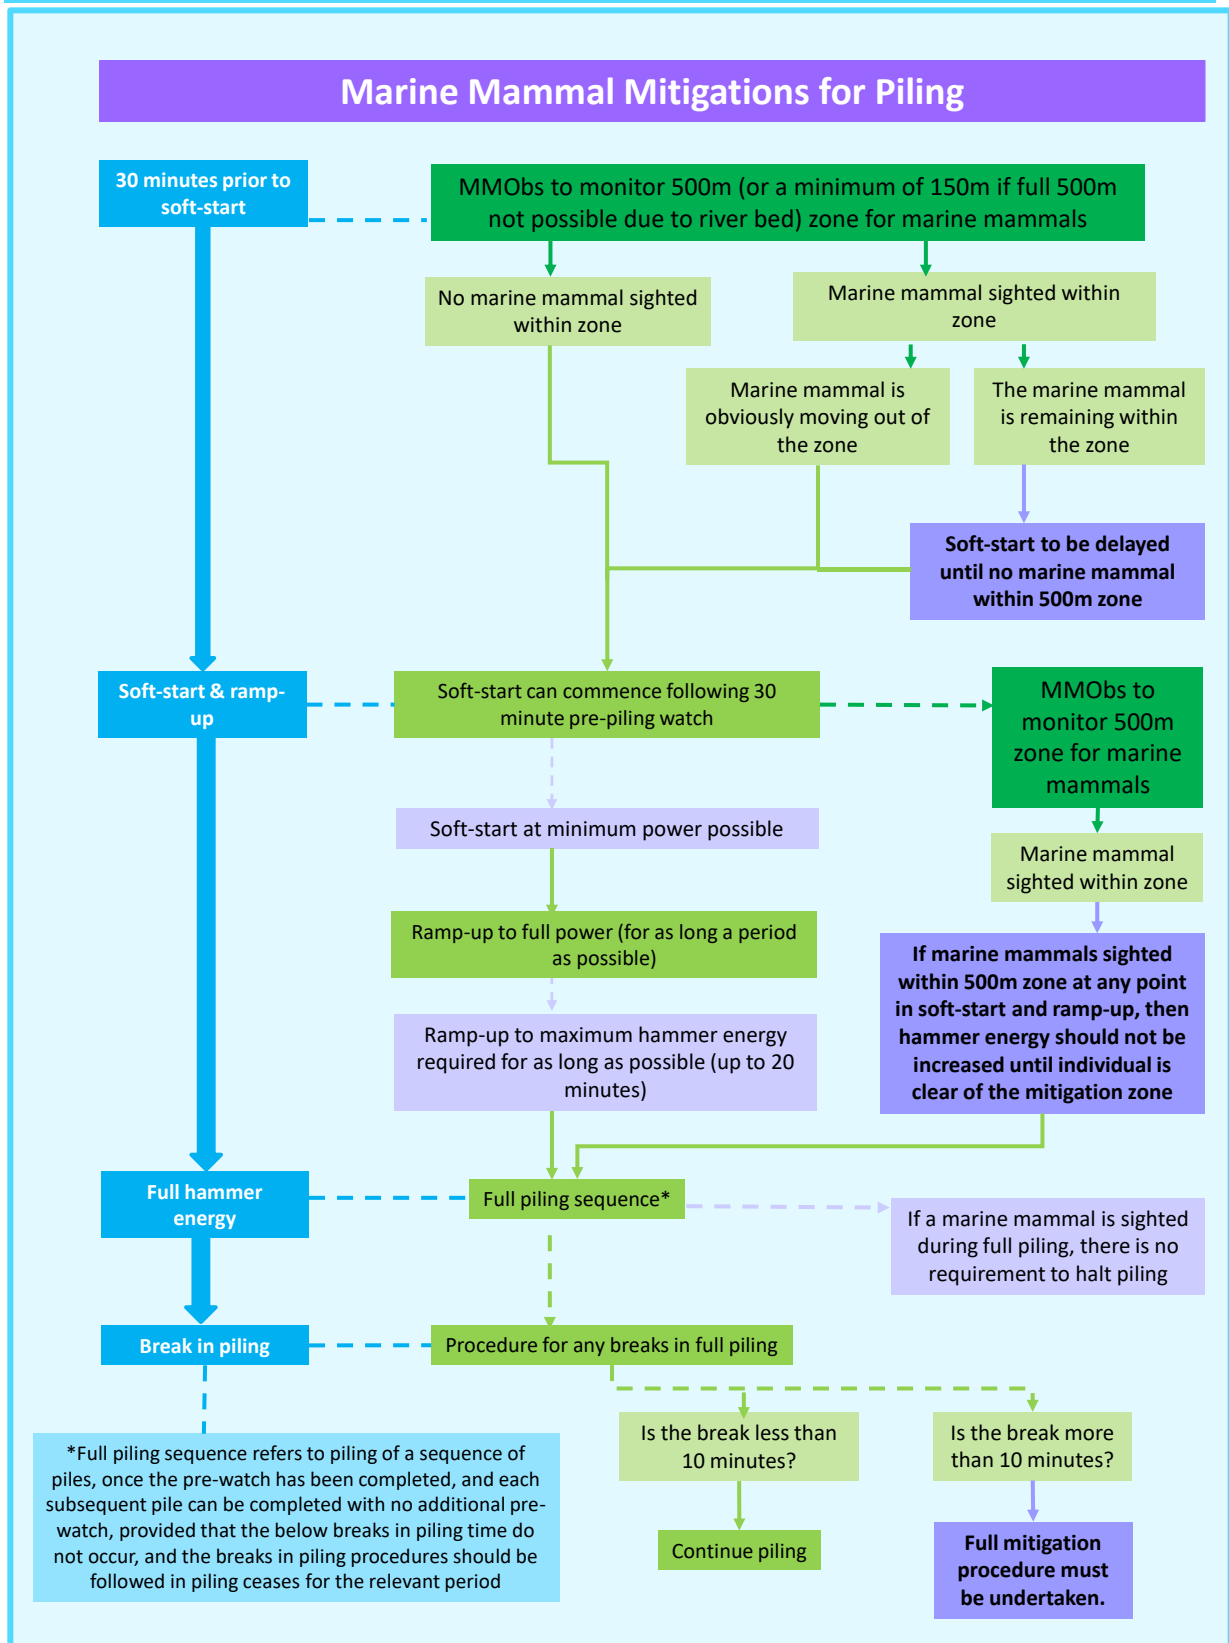 Marine Mammal Mitigations for Piling
30 minutes prior to
soft-start
MMObs to monitor 500m (or a minimum of 150m if full 500m
not possible due to river bed) zone for marine mammals
No marine mammal sighted
within zone
Marine mammal sighted within
zone
Marine mammal is
obviously moving out of
the zone
The marine mammal
is remaining within
the zone
Soft-start to be delayed
until no marine mammal
within 500m zone
Soft-start & ramp-
up
Soft-start can commence following 30
minute pre-piling watch
MMObs to
monitor 500m
zone for marine
mammals
Soft-start at minimum power possible
Marine mammal
sighted within zone
Ramp-up to full power (for as long a period
as possible)
If marine mammals sighted
within 500m zone at any point
in soft-start and ramp-up, then
hammer energy should not be
increased until individual is
clear of the mitigation zone
Ramp-up to maximum hammer energy
required for as long as possible (up to 20
minutes)
Full hammer
energy
Full piling sequence*
If a marine mammal is sighted
during full piling, there is no
requirement to halt piling
Break in piling
Procedure for any breaks in full piling
Is the break less than
10 minutes?
Is the break more
than 10 minutes?
*Full piling sequence refers to piling of a sequence of
piles, once the pre-watch has been completed, and each
subsequent pile can be completed with no additional pre-
watch, provided that the below breaks in piling time do
not occur, and the breaks in piling procedures should be
followed in piling ceases for the relevant period
Continue piling
Full mitigation
procedure must
be undertaken.